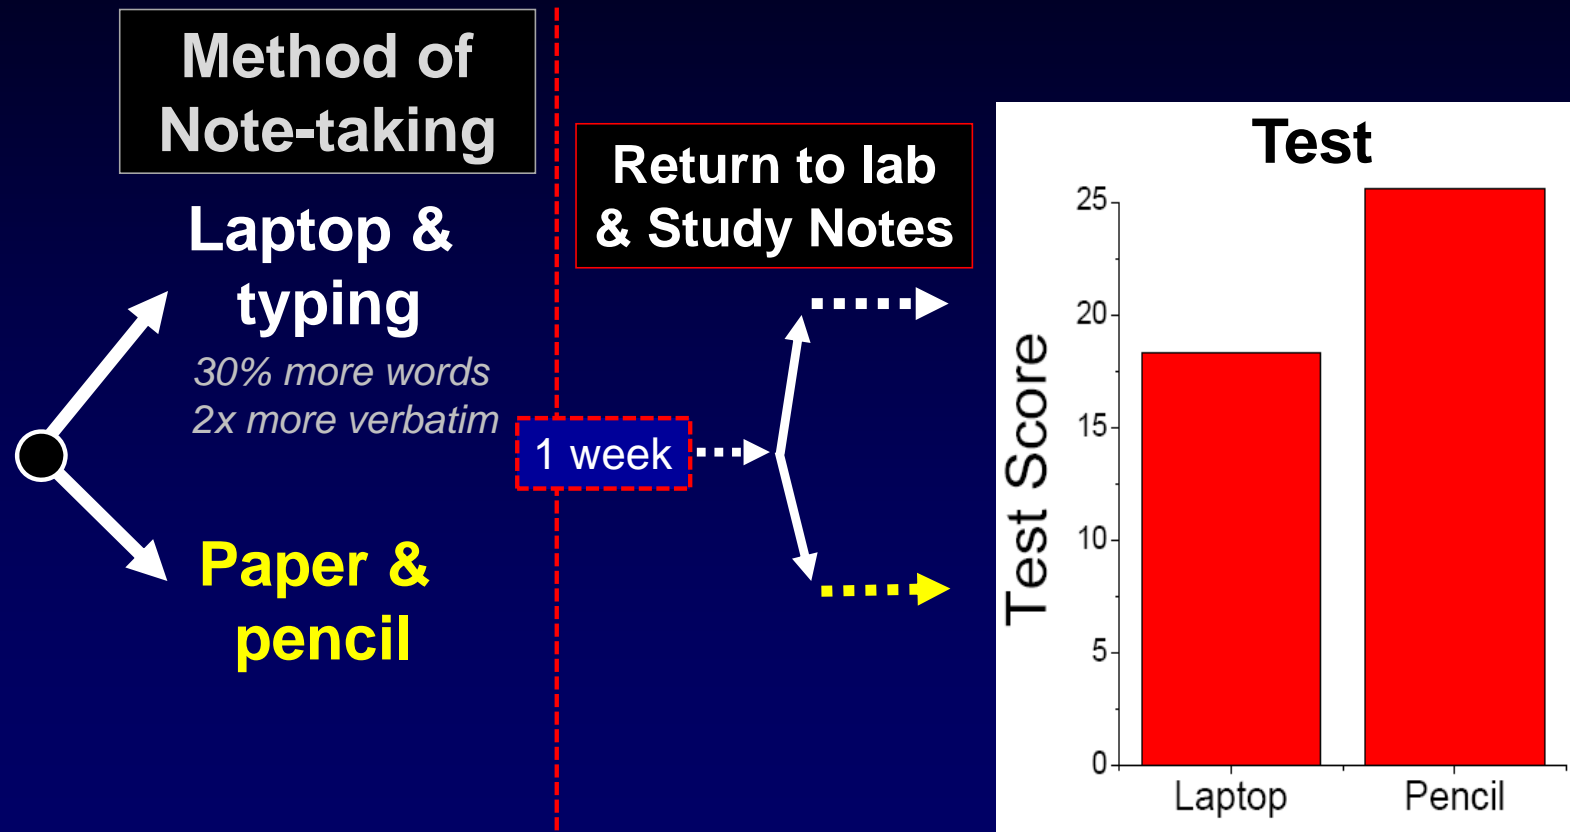 Method of
Note-taking
Laptop &
typing
30% more words
2x more verbatim
Paper &
pencil
1 week
Return to lab
& Study Notes
Test
Test Score
25
20
15
10
5
0
Laptop
Pencil